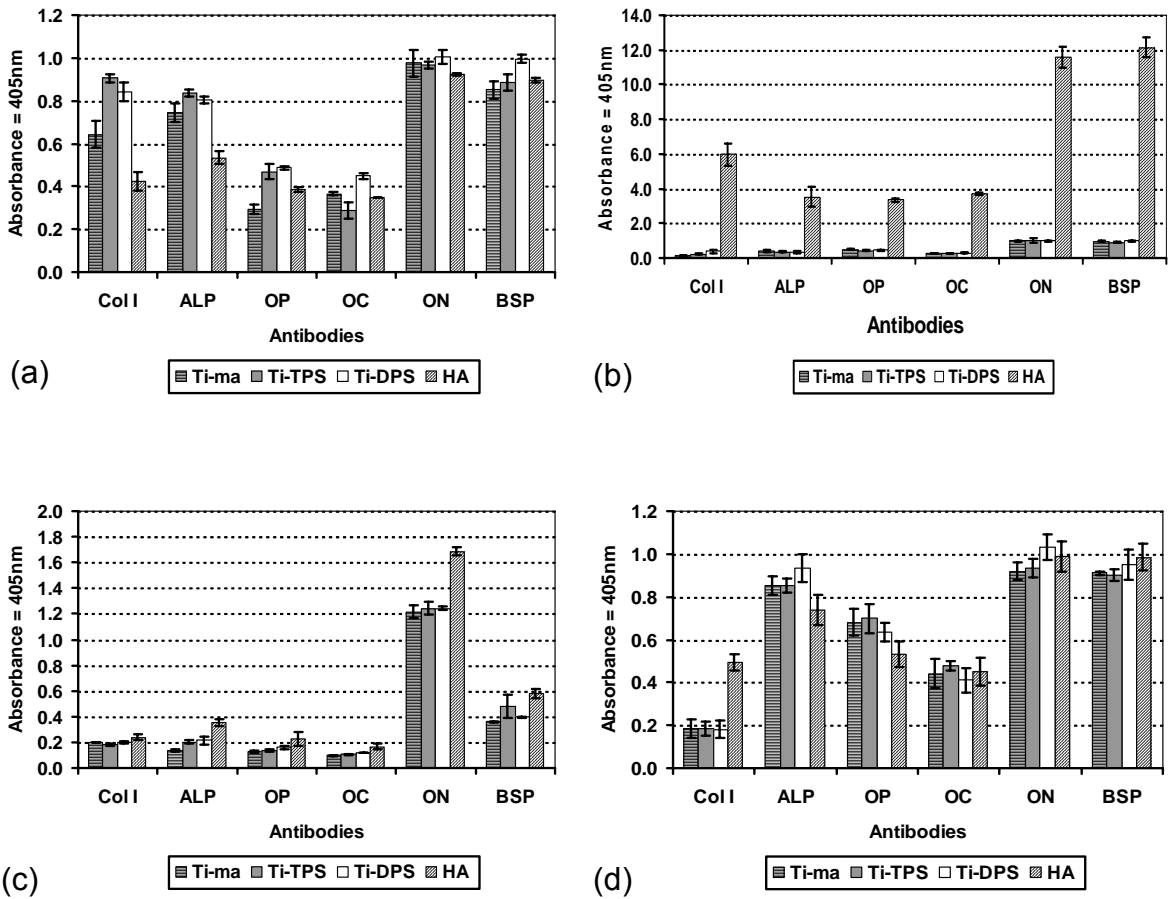 1.2
1.0
0.8
0.6
0.4
0.2
0.0
Absorbance = 405nm
Col I ALP OP OC ON BSP
Antibodies
Ti-ma Ti-TPS Ti-DPS HA
(a)
14.0
12.0
10.0
8.0
6.0
4.0
2.0
0.0
Absorbance = 405nm
Col I ALP OP OC ON BSP
Antibodies
Ti-ma Ti-TPS Ti-DPS HA
(b)
2.0
1.8
1.6
1.4
1.2
1.0
0.8
0.6
0.4
0.2
0.0
Absorbance = 405nm
Col I ALP OP OC ON BSP
Antibodies
Ti-ma Ti-TPS Ti-DPS HA
(c)
1.2
1.0
0.8
0.6
0.4
0.2
0.0
Absorbance = 405nm
Col I ALP OP OC ON BSP
Antibodies
Ti-ma Ti-TPS Ti-DPS HA
(d)